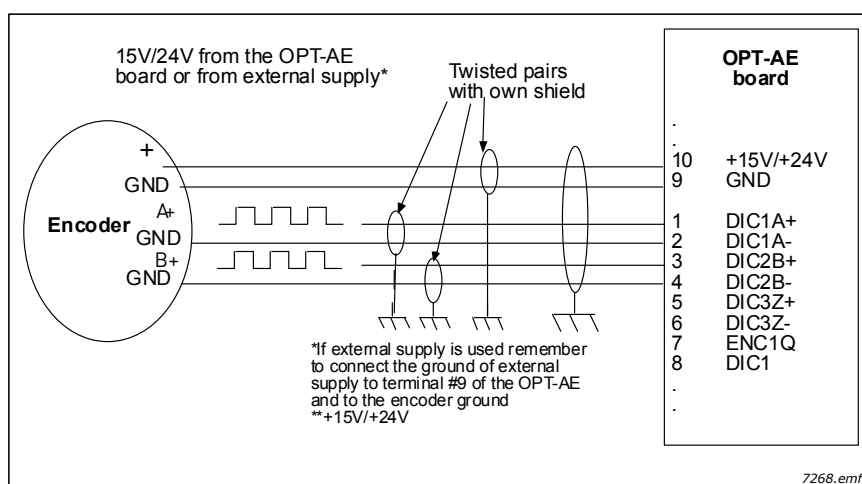 15V/24V from the OPT-AE
board or from external supply*
Twisted pairs
with own shield
OPT-AE
board
.
.
+
10 +15V/+24V
GND
9 GND
Encoder
A+
1 DIC1A+
GND
2 DIC1A-
B+
3 DIC2B+
GND
4 DIC2B-
5 DIC3Z+
6 DIC3Z-
7 ENC1Q
8 DIC1
.
.
*If external supply is used remember
to connect the ground of external
supply to terminal #9 of the OPT-AE
and to the encoder ground
**+15V/+24V
7268.emf